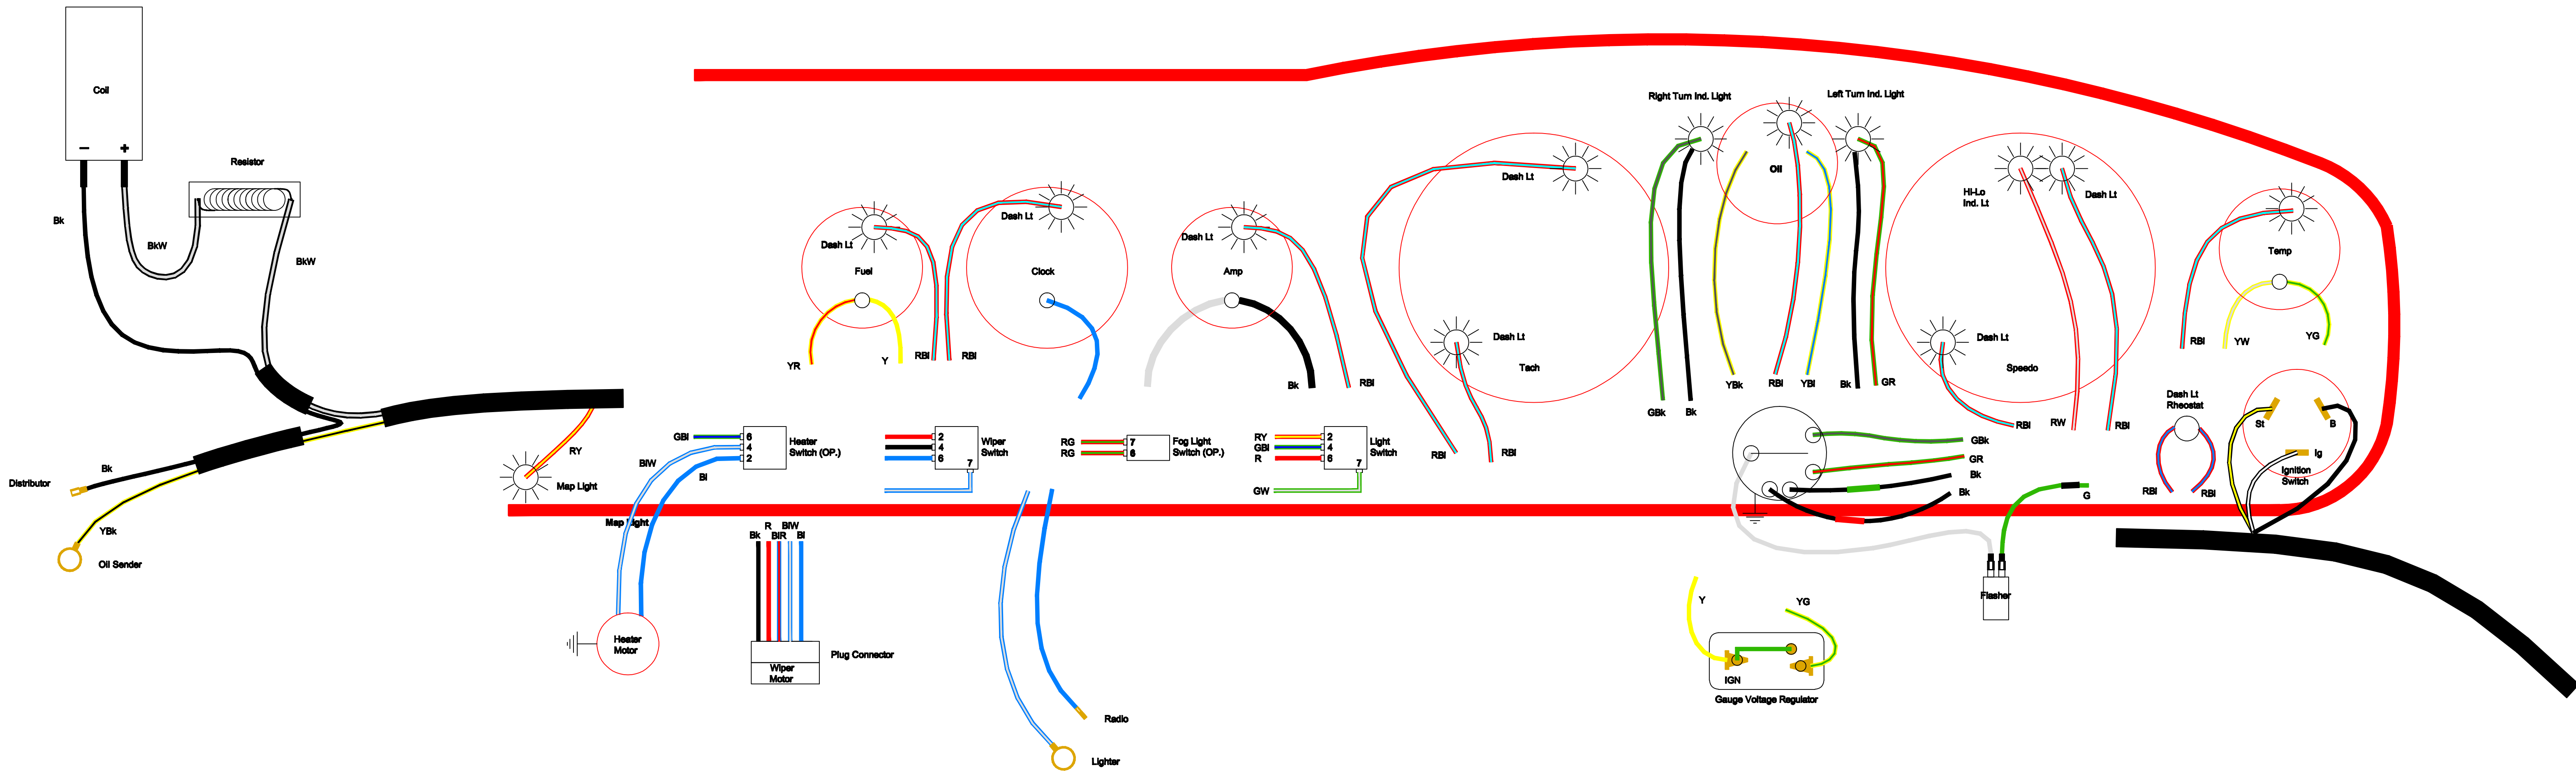 Coil
−
+
Resistor
Bk
BkW
BkW
Bk
Distributor
YBk
Oil Sender
RY
Map Light
Map Light
Dash Lt
Fuel
YR
Y
RBl
Dash Lt
Clock
RBl
Dash Lt
Amp
Bk
RBl
Dash Lt
Dash Lt
Tach
RBl
RBl
Right Turn Ind. Light
Left Turn Ind. Light
Oil
GBk
Bk
YBk
RBl
YBl
Bk
GR
Hi-Lo
Ind. Lt
Dash Lt
Dash Lt
Speedo
RBl
RW
RBl
Temp
RBl
YW
YG
Dash Lt
Rheostat
RBl
RBl
St
B
Ig
Ignition
Switch
GBl
6
4
2
Heater
Switch (OP.)
BlW
Bl
2
4
6
7
Wiper
Switch
RG
RG
7
6
Fog Light
Switch (OP.)
RY
GBl
R
2
4
6
7
Light
Switch
GW
GBk
GR
Bk
Bk
G
Flasher
Heater
Motor
R
BlW
Bk
BlR
Bl
Plug Connector
Wiper
Motor
Radio
Lighter
Y
YG
IGN
Gauge Voltage Regulator